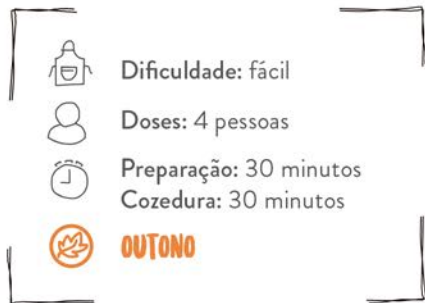 Dificuldade: fácil
Doses: 4 pessoas
Preparação: 30 minutos
Cozedura: 30 minutos
OUTONO